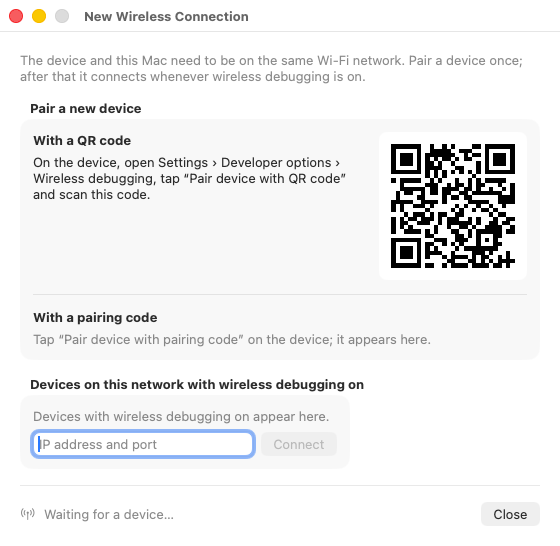 New Wireless Connection
The device and this Mac need to be on the same Wi-Fi network. Pair a device once;
after that it connects whenever wireless debugging is on.
Pair a new device
With a QR code
On the device, open Settings › Developer options ›
Wireless debugging, tap “Pair device with QR code”
and scan this code.
With a pairing code
Tap “Pair device with pairing code” on the device; it appears here.
Devices on this network with wireless debugging on
Devices with wireless debugging on appear here.
IP address and port
Connect
Waiting for a device…
Close